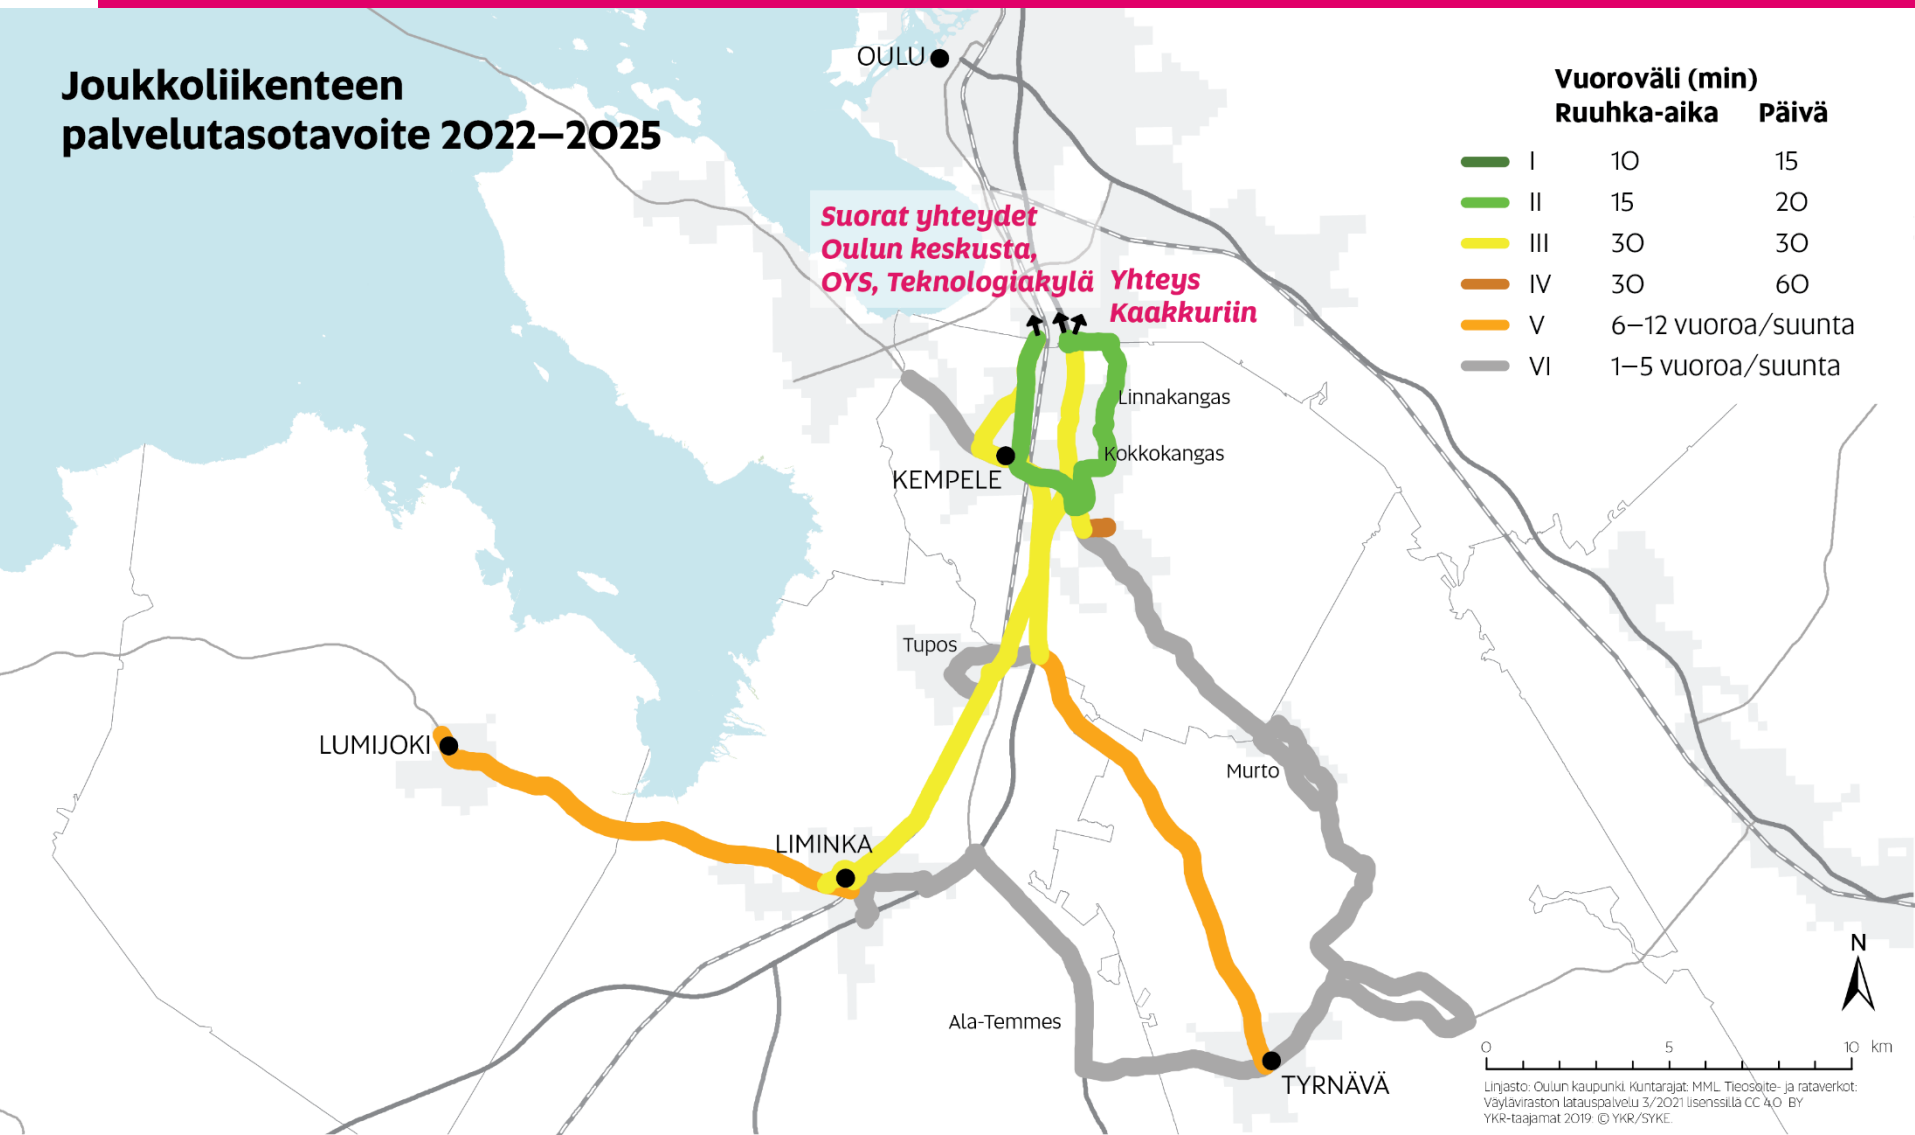 Joukkoliikenteen
palvelutasotavoite 2022–2025
OULU
Vuoroväli (min)
Ruuhka-aika Päivä
I 10 15
II 15 20
III 30 30
IV 30 60
V 6–12 vuoroa/suunta
VI 1–5 vuoroa/suunta
Suorat yhteydet
Oulun keskusta,
OYS, Teknologiakylä
Yhteys
Kaakkuriin
Linnakangas
Kokkokangas
KEMPELE
Tupos
LUMIJOKI
Murto
LIMINKA
Ala-Temmes
TYRNÄVÄ
N
0 5 10 km
Linjasto: Oulun kaupunki. Kuntarajat: MML. Tieosoite- ja rataverkot:
Väyläviraston latauspalvelu 3/2021 lisenssillä CC 4.0 BY
YKR-taajamat 2019: © YKR/SYKE.